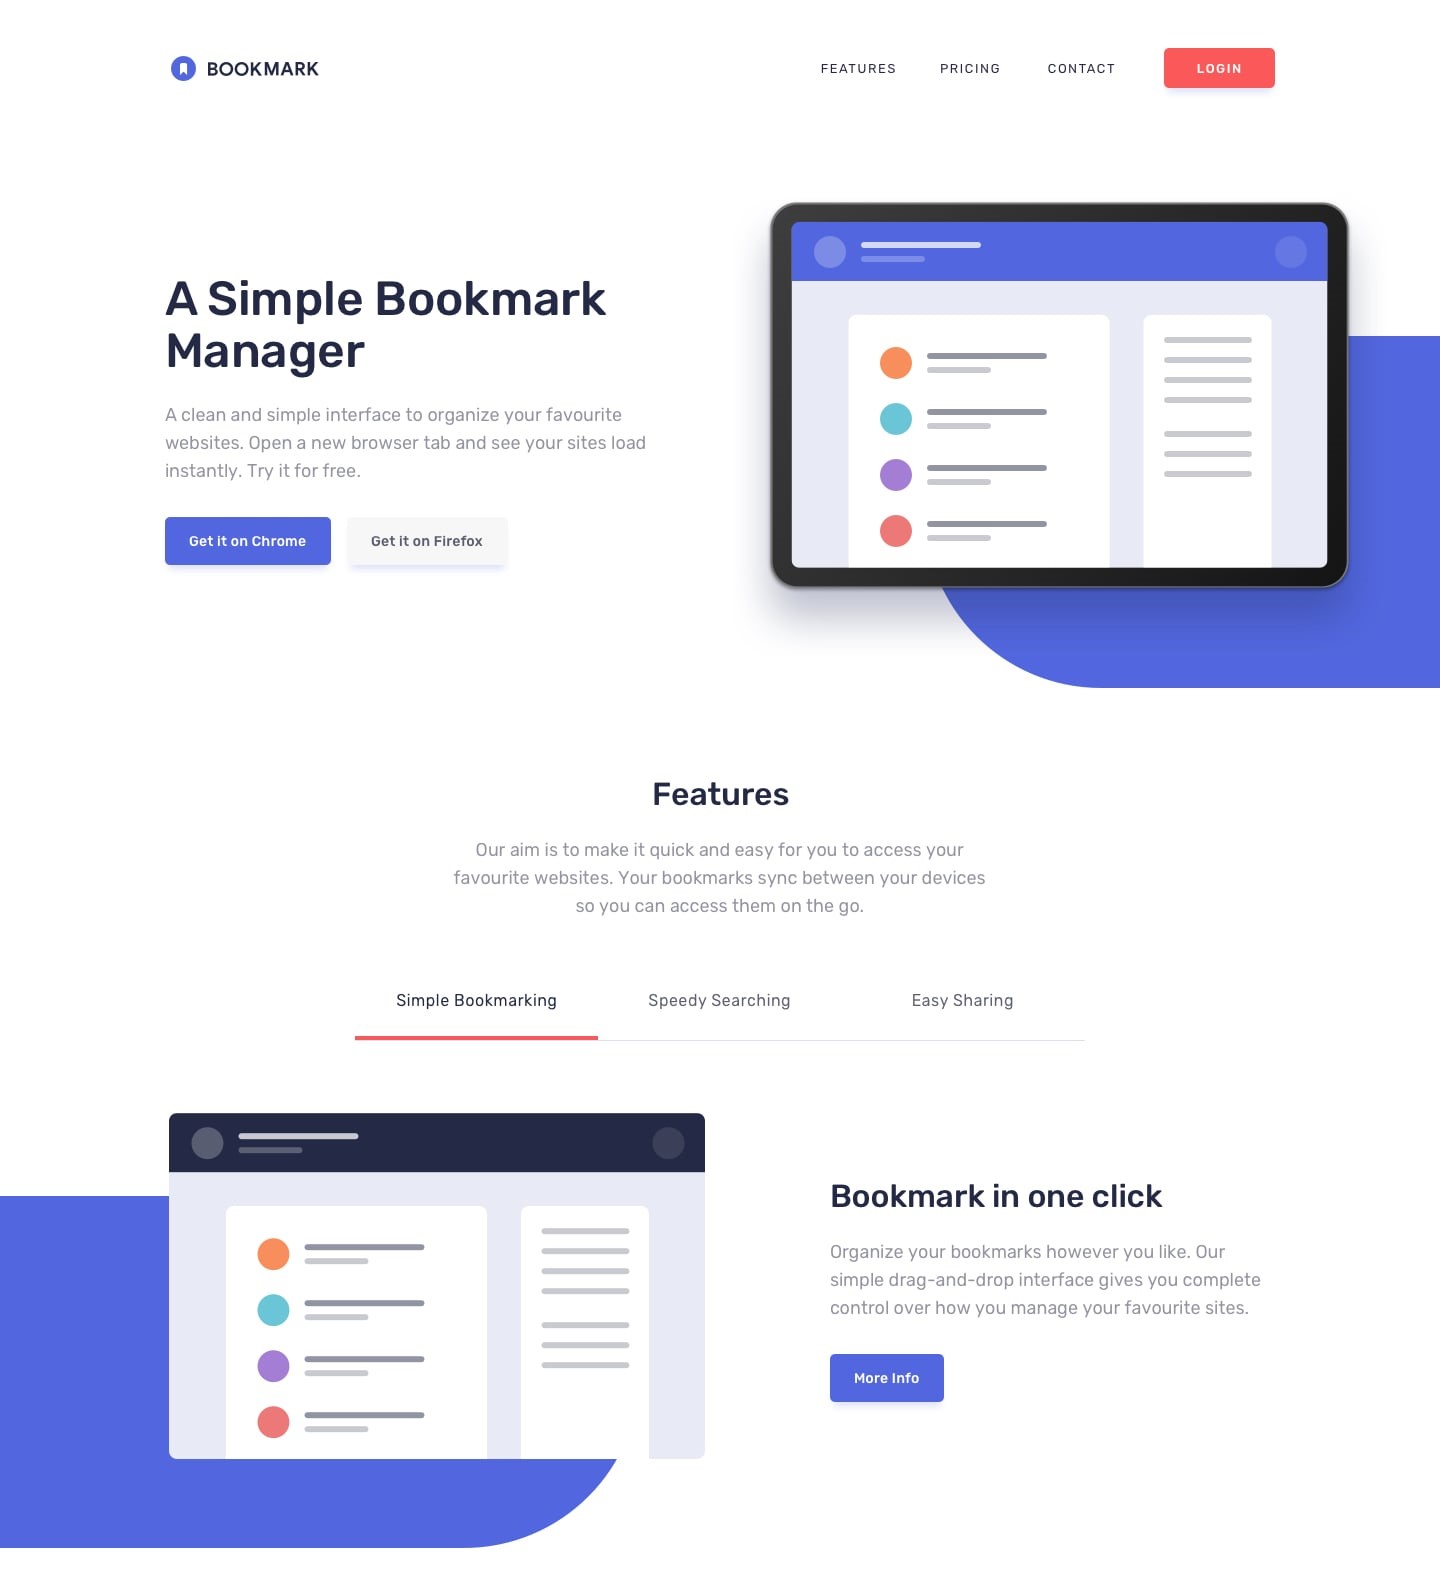 BOOKMARK
FEATURES PRICING CONTACT LOGIN
A Simple Bookmark
Manager
A clean and simple interface to organize your favourite
websites. Open a new browser tab and see your sites load
instantly. Try it for free.
Get it on Chrome Get it on Firefox
Features
Our aim is to make it quick and easy for you to access your
favourite websites. Your bookmarks sync between your devices
so you can access them on the go.
Simple Bookmarking Speedy Searching Easy Sharing
Bookmark in one click
Organize your bookmarks however you like. Our
simple drag-and-drop interface gives you complete
control over how you manage your favourite sites.
More Info